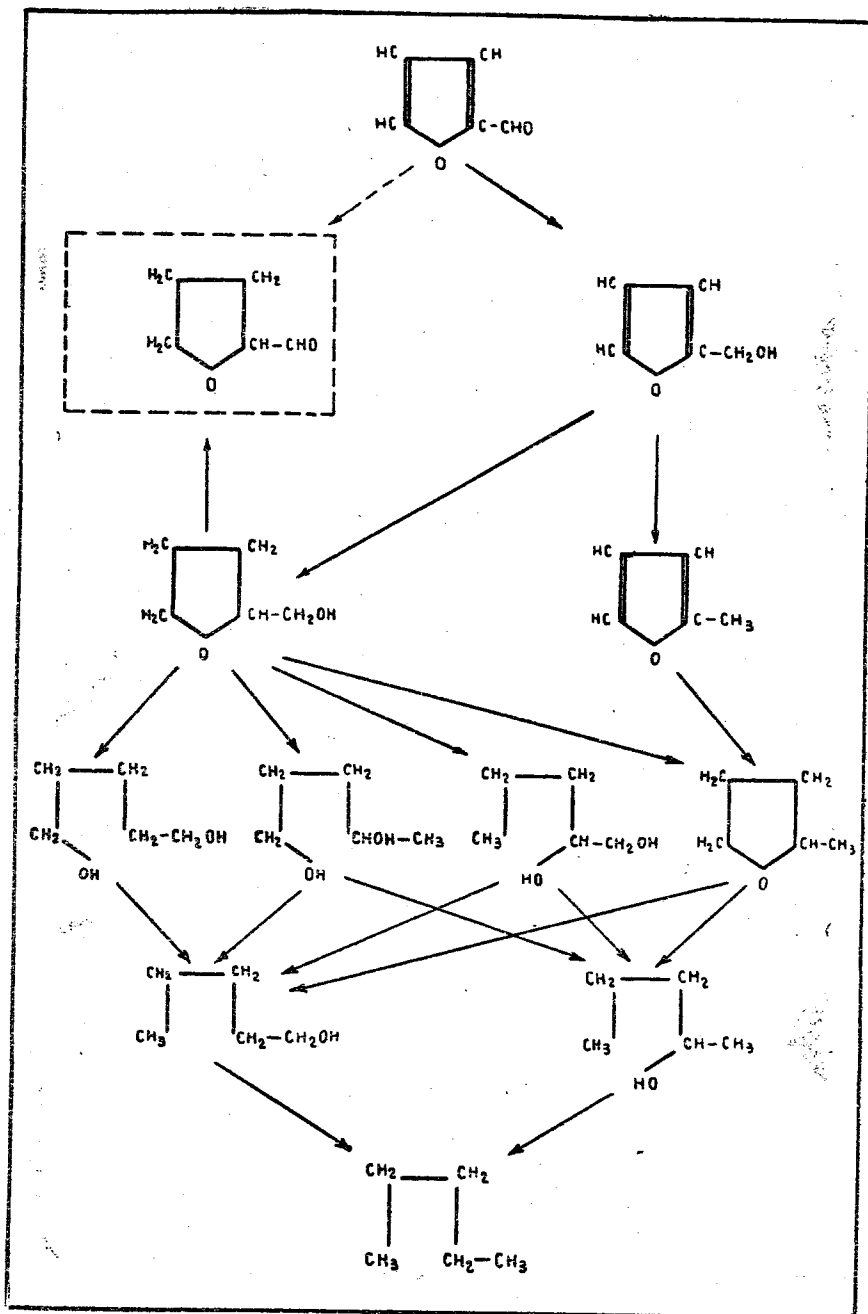 HC CH
HC C-CHO
O
H₂C CH₂
H₂C CH-CHO
O
HC CH
HC C-CH₂OH
O
H₂C CH₂
H₂C CH-CH₂OH
O
HC CH
HC C-CH₃
O
CH₂ CH₂
CH₂ CH₂-CH₂OH
OH
CH₂ CH₂
CH₂ CHOH-CH₃
OH
CH₂ CH₂
CH₃ CH-CH₂OH
HO
H₂C CH₂
H₂C CH-CH₃
O
CH₂ CH₂
CH₃ CH₂-CH₂OH
CH₂ CH₂
CH₃ CH-CH₃
HO
CH₂ CH₂
CH₃ CH₂-CH₃